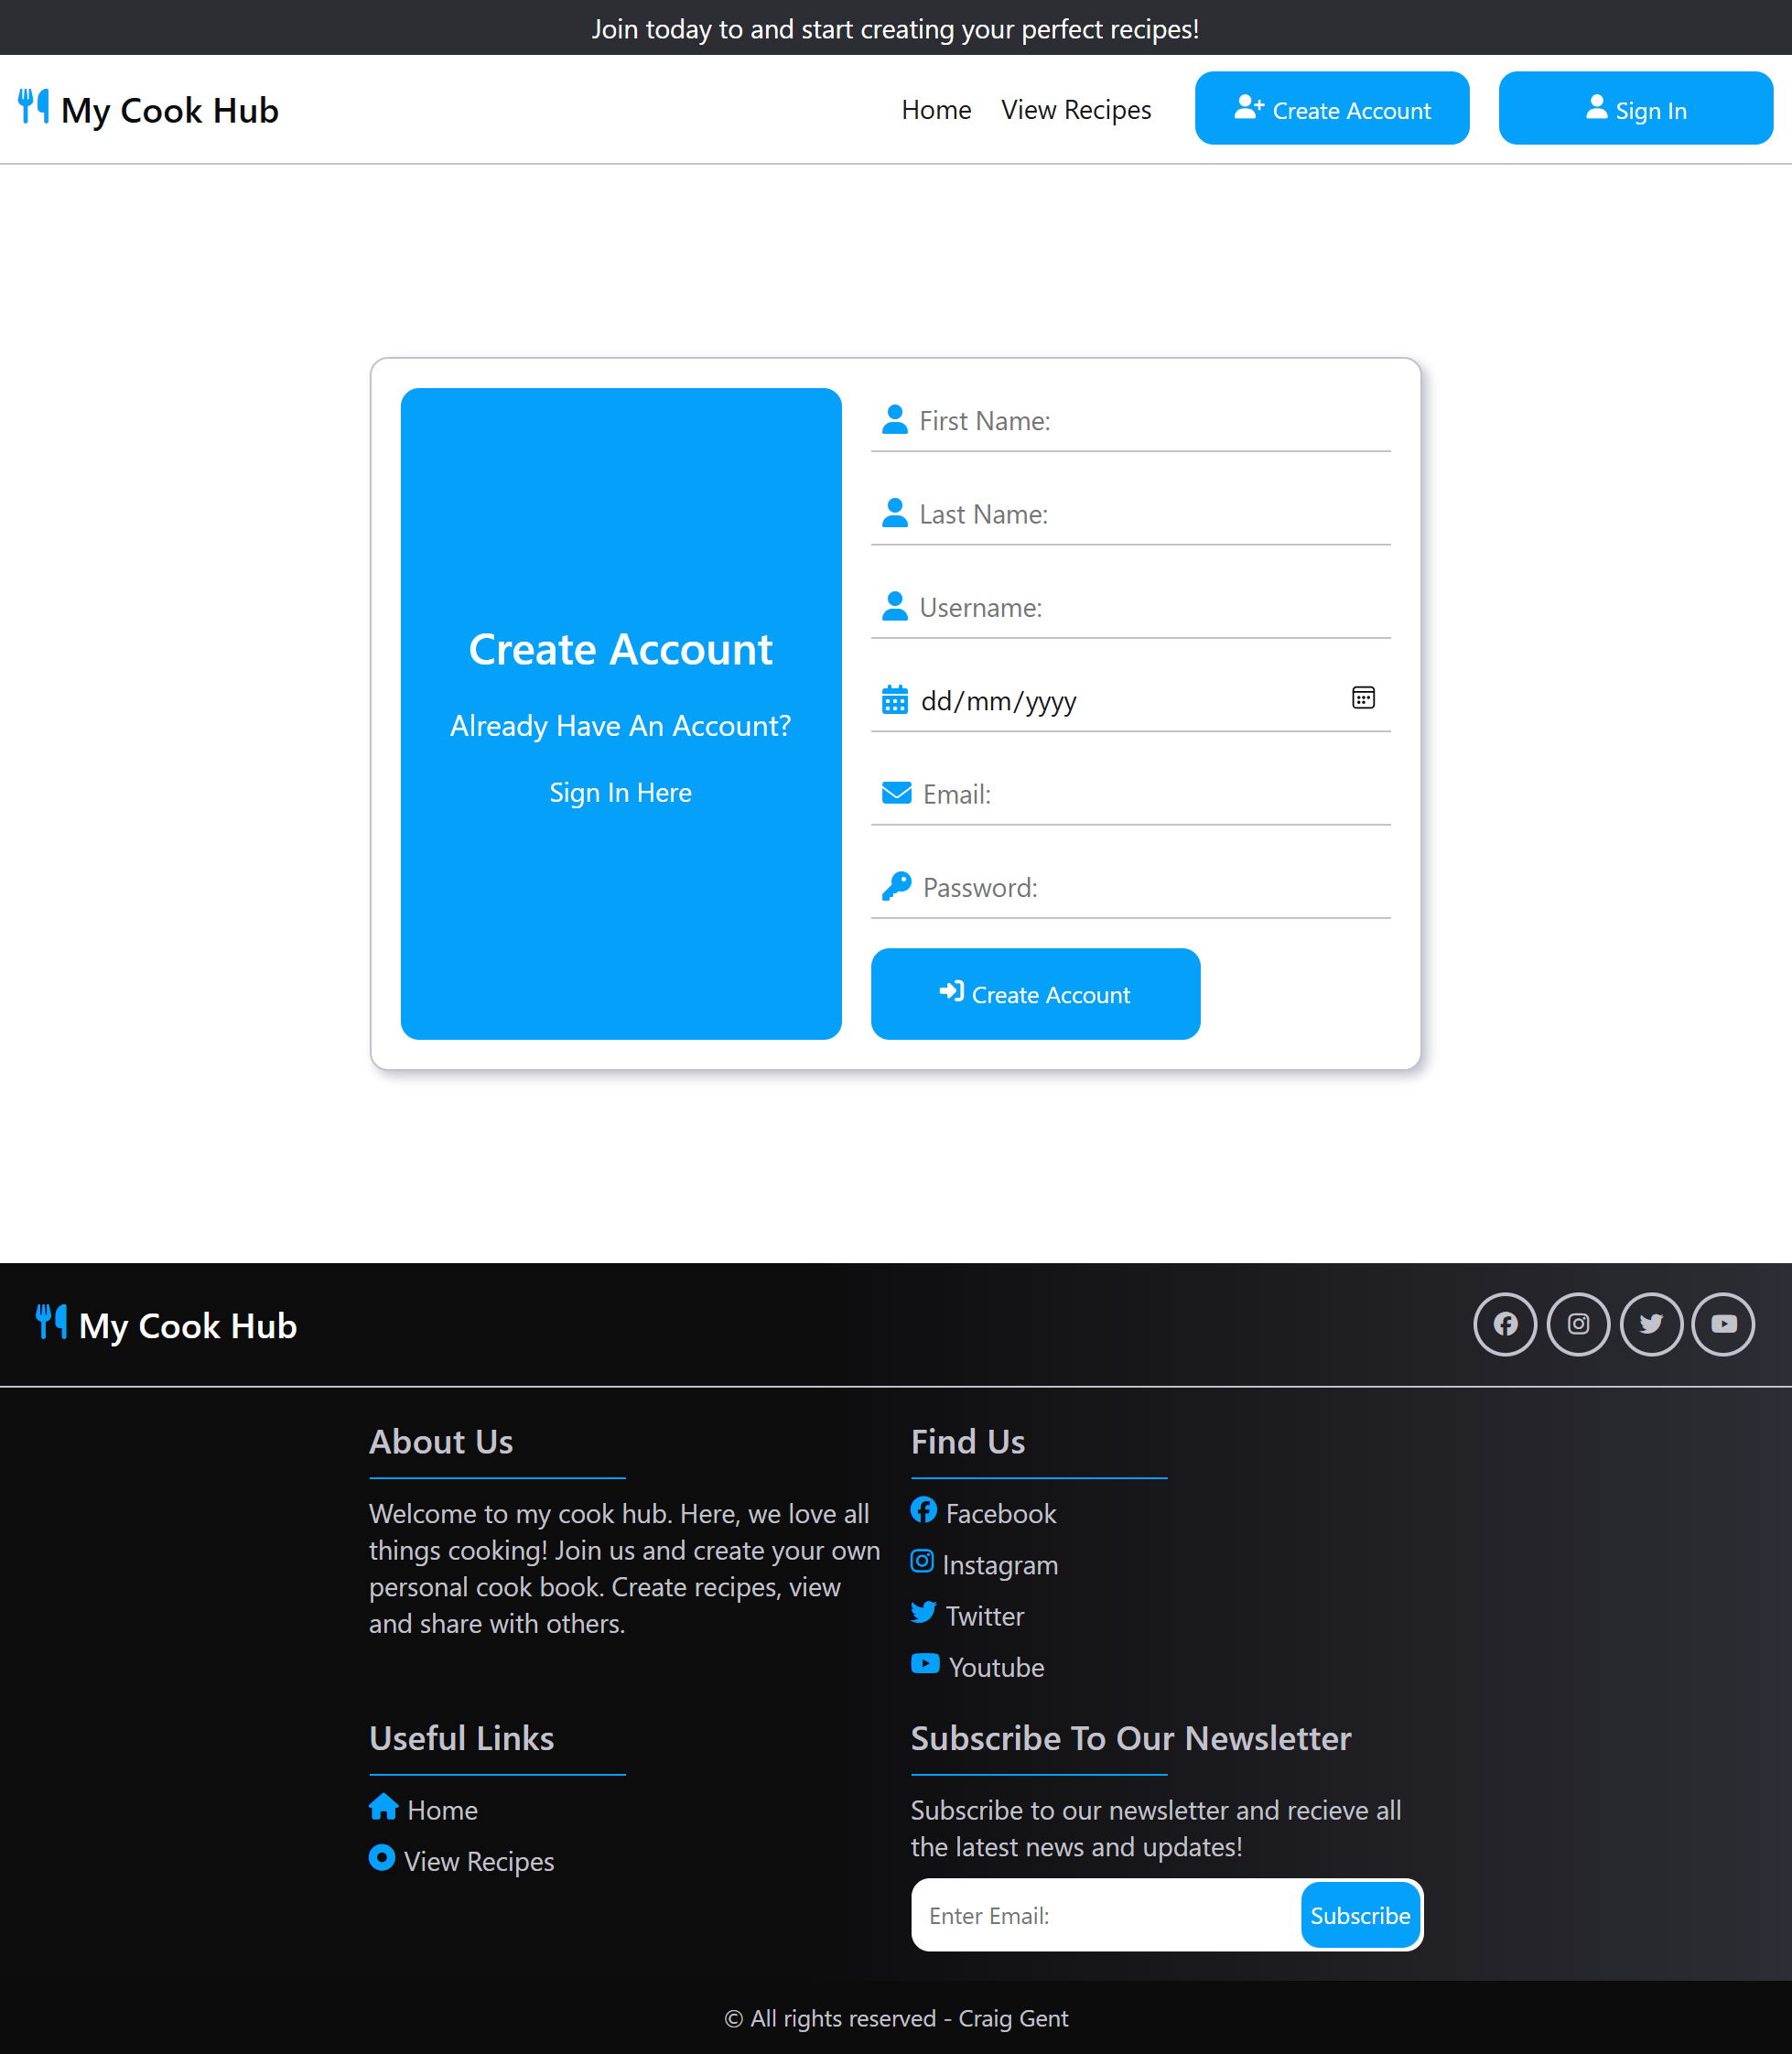 Join today to and start creating your perfect recipes!
My Cook Hub
Home
View Recipes
Create Account
Sign In
Create Account
Already Have An Account?
Sign In Here
First Name:
Last Name:
Username:
dd/mm/yyyy
Email:
Password:
Create Account
My Cook Hub
About Us
Welcome to my cook hub. Here, we love all
things cooking! Join us and create your own
personal cook book. Create recipes, view
and share with others.
Find Us
Facebook
Instagram
Twitter
Youtube
Useful Links
Home
View Recipes
Subscribe To Our Newsletter
Subscribe to our newsletter and recieve all
the latest news and updates!
Enter Email:
Subscribe
© All rights reserved - Craig Gent